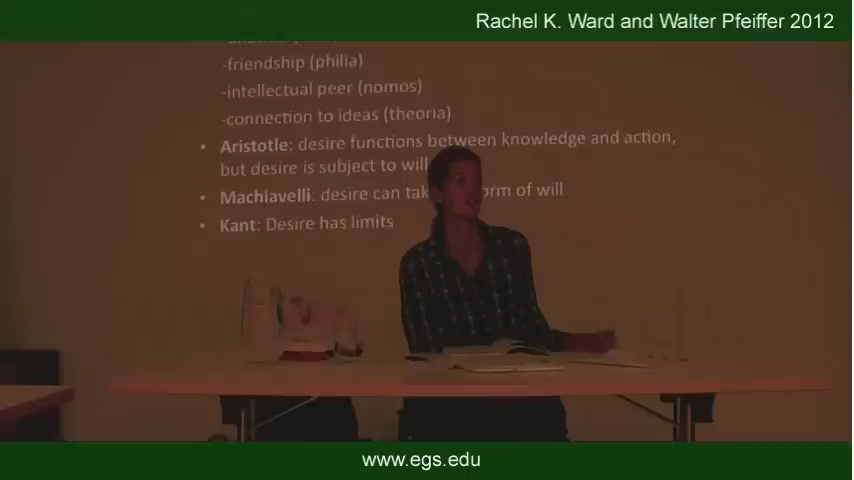 Rachel K. Ward and Walter Pfeiffer 2012
-friendship (philia)
-intellectual peer (nomos)
-connection to ideas (theoria)
• Aristotle: desire functions between knowledge and action,
but desire is subject to will
• Machiavelli: desire can orm of will
• Kant: Desire has limits
www.egs.edu